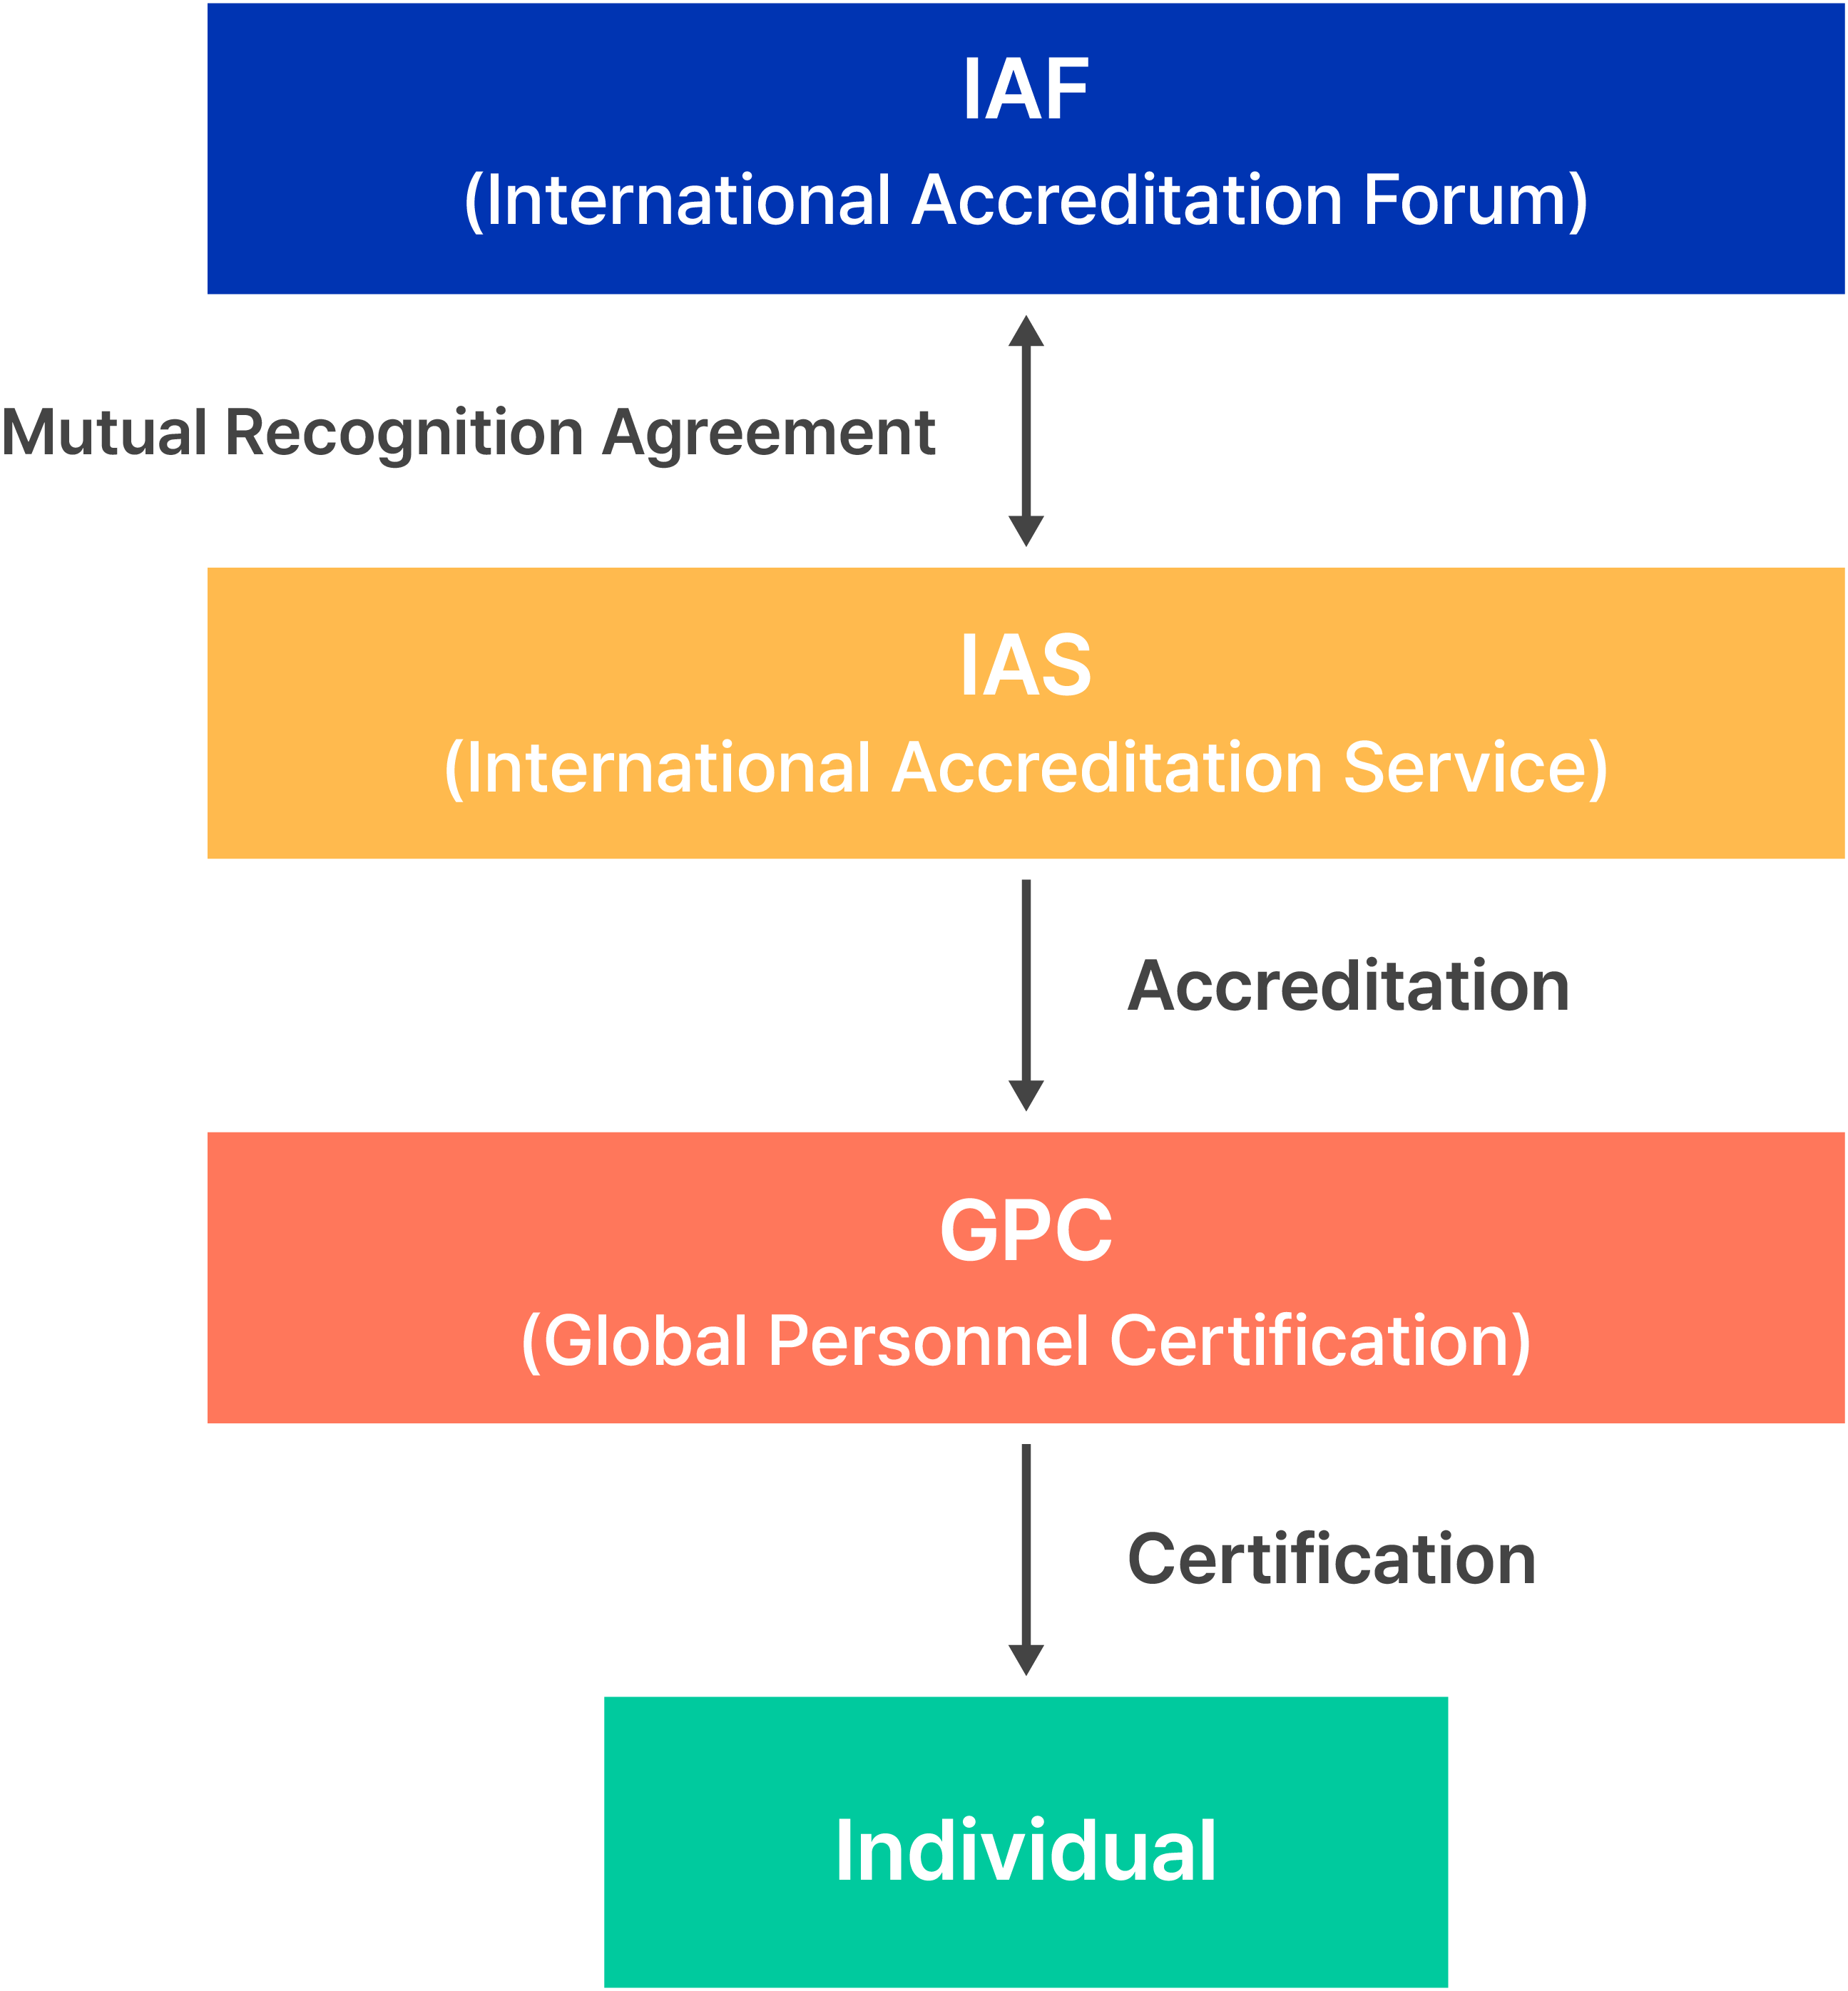 IAF
(International Accreditation Forum)
Mutual Recognition Agreement
IAS
(International Accreditation Service)
Accreditation
GPC
(Global Personnel Certification)
Certification
Individual